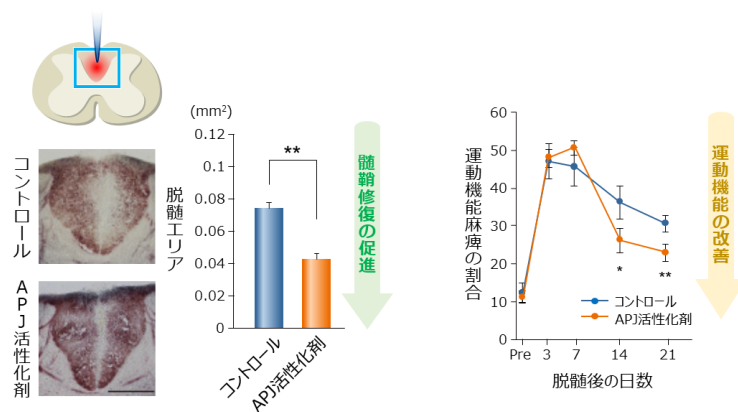 コントロール
APJ活性化剤
(mm²)
脱髄エリア
0.12
0.1
0.08
0.06
0.04
0.02
0
**
コントロール
APJ活性化剤
髄鞘修復の促進
運動機能麻痺の割合
60
50
40
30
20
10
0
*
**
コントロール
APJ活性化剤
Pre
3
7
14
21
脱髄後の日数
運動機能の改善